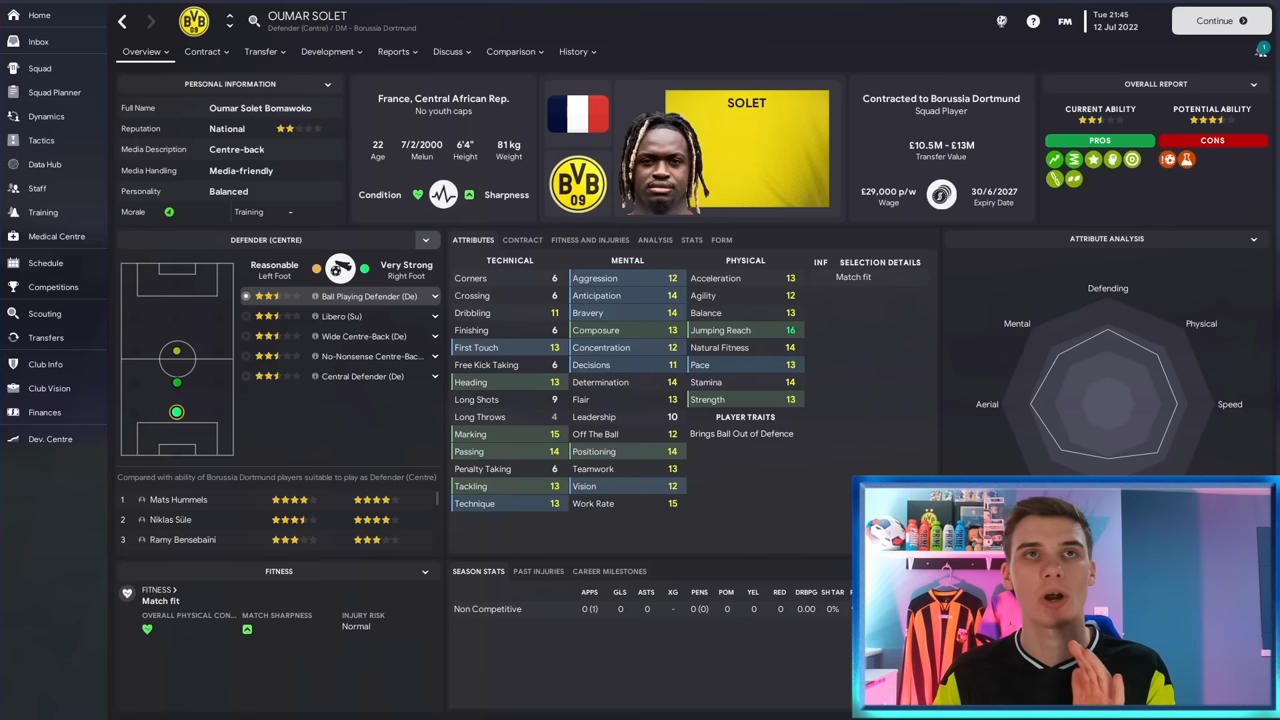 Home
Inbox
Squad
Squad Planner
Dynamics
Tactics
Data Hub
Staff
Training
Medical Centre
Schedule
Competitions
Scouting
Transfers
Club Info
Club Vision
Finances
Dev. Centre
BVB
09
OUMAR SOLET
Defender (Centre) / DM - Borussia Dortmund
FM
Tue 21:45
12 Jul 2022
Continue
Overview
Contract
Transfer
Development
Reports
Discuss
Comparison
History
1
PERSONAL INFORMATION
Full Name Oumar Solet Bomawoko
Reputation National
Media Description Centre-back
Media Handling Media-friendly
Personality Balanced
Morale Training -
France, Central African Rep.
No youth caps
22 7/2/2000 6'4" 81 kg
Age Melun Height Weight
Condition Sharpness
BVB
09
SOLET
Contracted to Borussia Dortmund
Squad Player
£10.5M - £13M
Transfer Value
£29,000 p/w 30/6/2027
Wage Expiry Date
OVERALL REPORT
CURRENT ABILITY POTENTIAL ABILITY
PROS CONS
DEFENDER (CENTRE)
Reasonable
Left Foot
Very Strong
Right Foot
Ball Playing Defender (De)
Libero (Su)
Wide Centre-Back (De)
No-Nonsense Centre-Bac...
Central Defender (De)
Compared with ability of Borussia Dortmund players suitable to play as Defender (Centre)
1 Mats Hummels
2 Niklas Süle
3 Ramy Bensebaini
FITNESS
FITNESS >
Match fit
OVERALL PHYSICAL CON... MATCH SHARPNESS INJURY RISK
Normal
ATTRIBUTES CONTRACT FITNESS AND INJURIES ANALYSIS STATS FORM
TECHNICAL
Corners 6
Crossing 6
Dribbling 11
Finishing 6
First Touch 13
Free Kick Taking 6
Heading 13
Long Shots 9
Long Throws 4
Marking 15
Passing 14
Penalty Taking 6
Tackling 13
Technique 13
MENTAL
Aggression 12
Anticipation 14
Bravery 14
Composure 13
Concentration 12
Decisions 11
Determination 14
Flair 13
Leadership 10
Off The Ball 12
Positioning 14
Teamwork 13
Vision 12
Work Rate 15
PHYSICAL
Acceleration 13
Agility 12
Balance 13
Jumping Reach 16
Natural Fitness 14
Pace 13
Stamina 14
Strength 13
PLAYER TRAITS
Brings Ball Out of Defence
INF SELECTION DETAILS
Match fit
ATTRIBUTE ANALYSIS
Defending
Mental Physical
Aerial Speed
SEASON STATS PAST INJURIES CAREER MILESTONES
APPS GLS ASTS XG PENS POM YEL RED DRBPG SH TAR
Non Competitive 0 (1) 0 0 - 0 (0) 0 0 0 0.00 0%